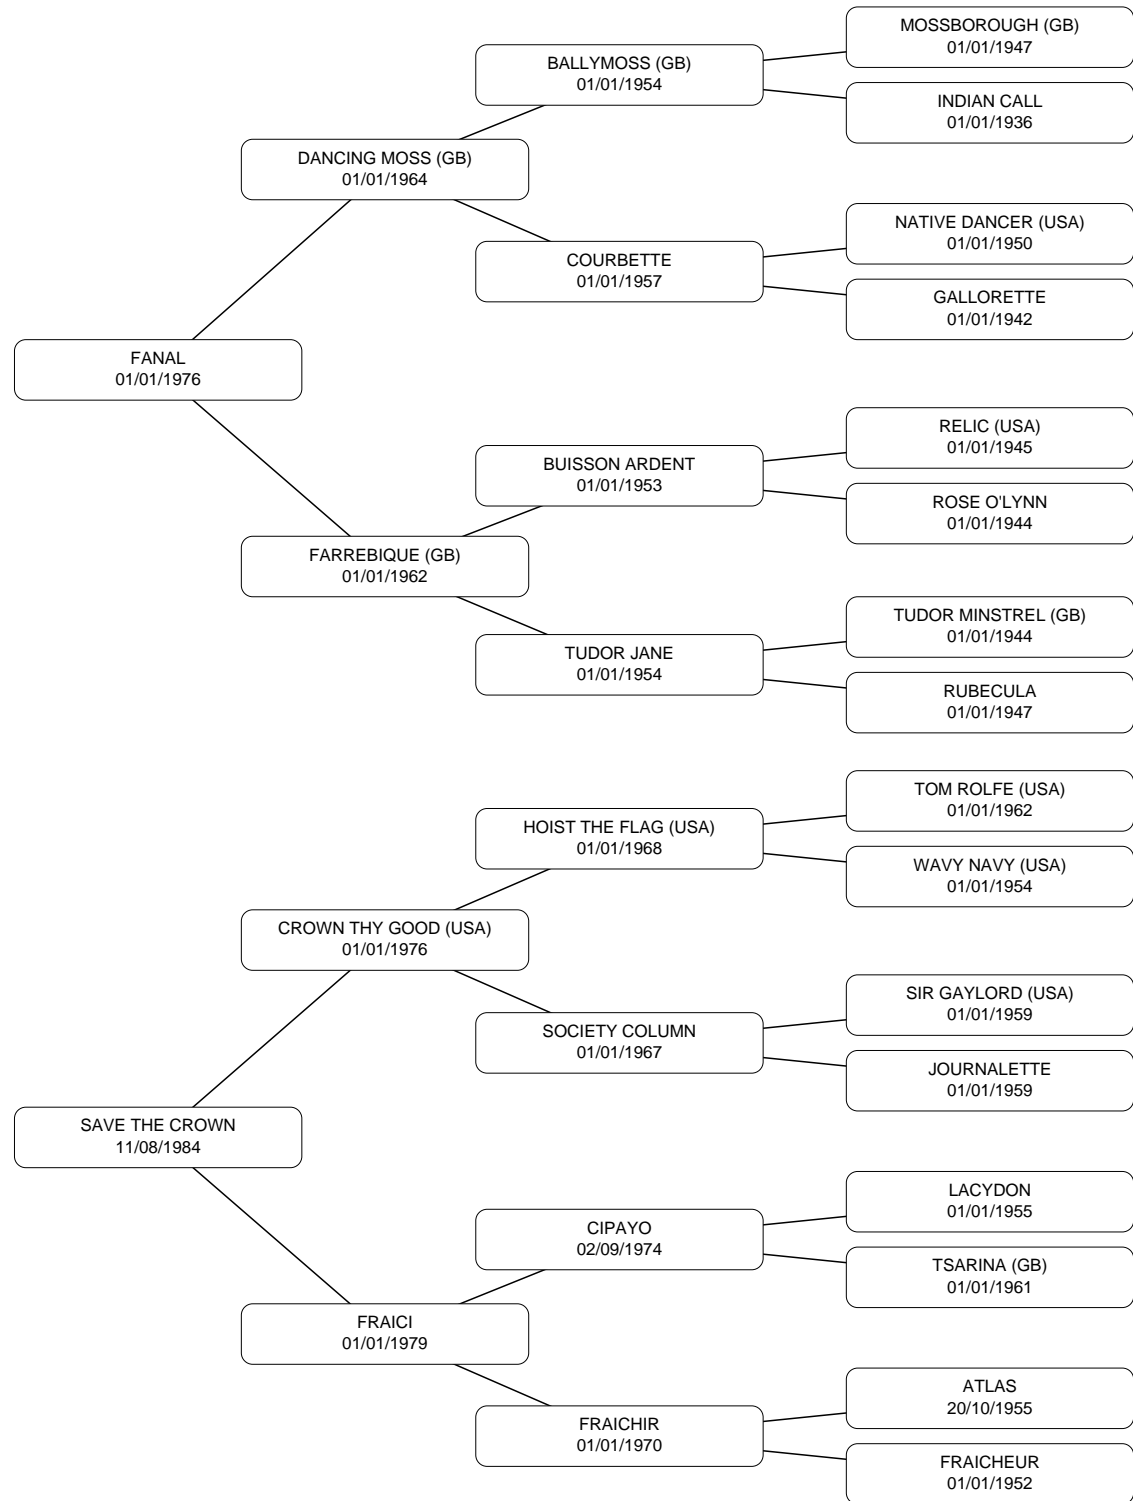 MOSSBOROUGH (GB)
01/01/1947
BALLYMOSS (GB)
01/01/1954
INDIAN CALL
01/01/1936
DANCING MOSS (GB)
01/01/1964
NATIVE DANCER (USA)
01/01/1950
COURBETTE
01/01/1957
GALLORETTE
01/01/1942
FANAL
01/01/1976
RELIC (USA)
01/01/1945
BUISSON ARDENT
01/01/1953
ROSE O'LYNN
01/01/1944
FARREBIQUE (GB)
01/01/1962
TUDOR MINSTREL (GB)
01/01/1944
TUDOR JANE
01/01/1954
RUBECULA
01/01/1947
TOM ROLFE (USA)
01/01/1962
HOIST THE FLAG (USA)
01/01/1968
WAVY NAVY (USA)
01/01/1954
CROWN THY GOOD (USA)
01/01/1976
SIR GAYLORD (USA)
01/01/1959
SOCIETY COLUMN
01/01/1967
JOURNALETTE
01/01/1959
SAVE THE CROWN
11/08/1984
LACYDON
01/01/1955
CIPAYO
02/09/1974
TSARINA (GB)
01/01/1961
FRAICI
01/01/1979
ATLAS
20/10/1955
FRAICHIR
01/01/1970
FRAICHEUR
01/01/1952